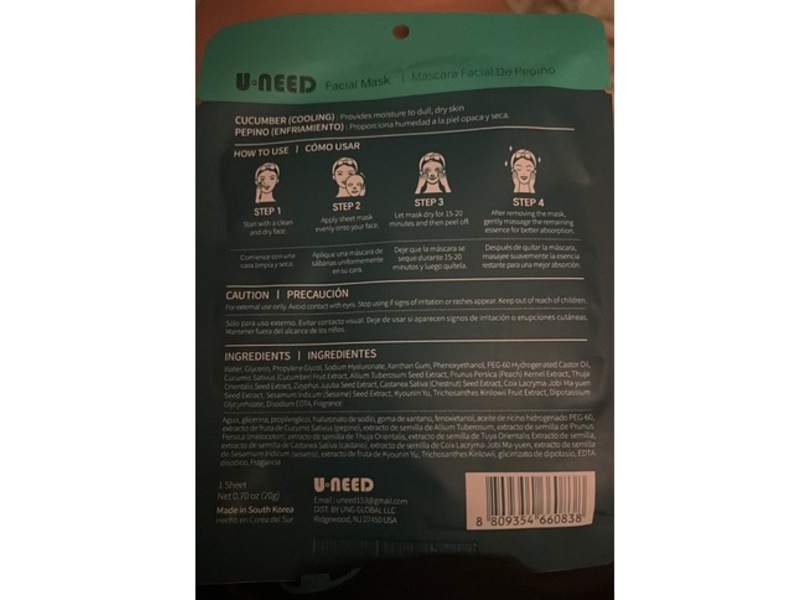 U·NEED Facial Mask | Máscara Facial De Pepino
CUCUMBER (COOLING) : Provides moisture to dull, dry skin
PEPINO (ENFRIAMIENTO) : Proporciona humedad a la piel opaca y seca.
HOW TO USE | CÓMO USAR
STEP 1
Start with a clean
and dry face.
STEP 2
Apply sheet mask
evenly onto your face.
STEP 3
Let mask dry for 15-20
minutes and then peel off.
STEP 4
After removing the mask,
gently massage the remaining
essence for better absorption.
Comience con una
cara limpia y seca.
Aplique una máscara de
sábanas uniformemente
en su cara.
Deje que la máscara se
seque durante 15-20
minutos y luego quítela.
Después de quitar la máscara,
masajee suavemente la esencia
restante para una mejor absorción.
CAUTION | PRECAUCIÓN
For external use only. Avoid contact with eyes. Stop using if signs of irritation or rashes appear. Keep out of reach of children.
Sólo para uso externo. Evitar contacto visual. Deje de usar si aparecen signos de irritación o erupciones cutáneas.
Mantener fuera del alcance de los niños.
INGREDIENTS | INGREDIENTES
Water, Glycerin, Propylene Glycol, Sodium Hyaluronate, Xanthan Gum, Phenoxyethanol, PEG-60 Hydrogenated Castor Oil,
Cucumis Sativus (Cucumber) Fruit Extract, Allium Tuberosum Seed Extract, Prunus Persica (Peach) Kernel Extract, Thuja
Orientalis Seed Extract, Zizyphus Jujuba Seed Extract, Castanea Sativa (Chestnut) Seed Extract, Coix Lacryma-Jobi Ma-yuen
Seed Extract, Sesamum Indicum (Sesame) Seed Extract, Kyounin Yu, Trichosanthes Kirilowii Fruit Extract, Dipotassium
Glycyrrhizate, Disodium EDTA, Fragrance
Agua, glicerina, propilenglicol, hialuronato de sodio, goma de xantano, fenoxietanol, aceite de ricino hidrogenado PEG-60,
extracto de fruta de Cucumis Sativus (pepino), extracto de semilla de Allium Tuberosum, extracto de semilla de Prunus
Persica (melocotón), extracto de semilla de Thuja Orientalis, extracto de semilla de Tuya Orientalis Extracto de semilla,
extracto de semilla de Castanea Sativa (castano), extracto de semilla de Coix Lacryma-Jobi Ma-yuen, extracto de semilla
de Sesamum Indicum (sesamo), extracto de fruta de Kyounin Yu, Trichosanthes Kirilowii, glicirrizato de dipotasio, EDTA
disódico, Fragancia
1 Sheet
Net 0.70 oz (20g)
Made in South Korea
Hecho en Corea del Sur
U·NEED
Email : uneed153@gmail.com
DIST. BY UNG GLOBAL LLC
Ridgewood, NJ 07450 USA
8 809354 660838